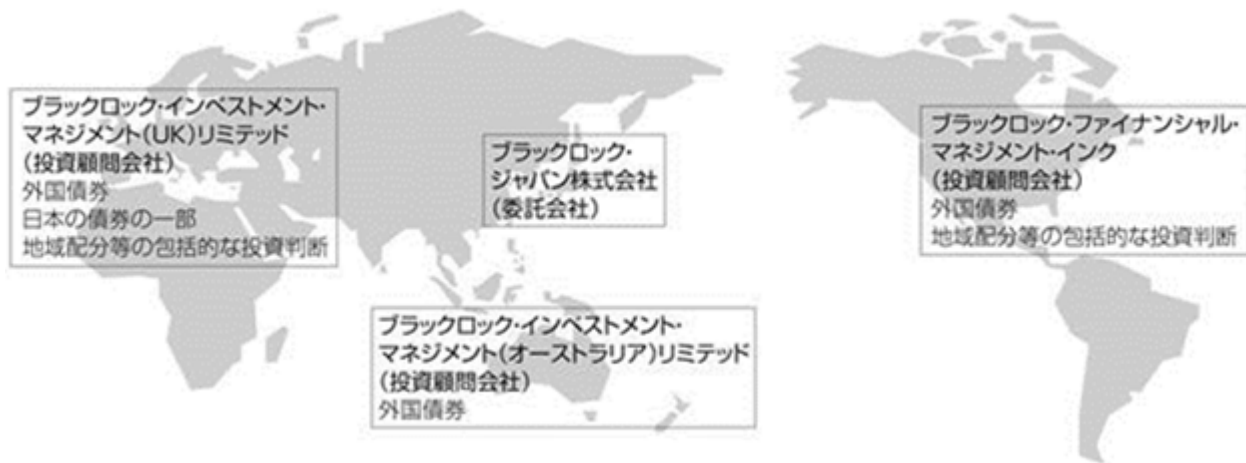 ブラックロック・インベストメント・
マネジメント(UK)リミテッド
(投資顧問会社)
外国債券
日本の債券の一部
地域配分等の包括的な投資判断
ブラックロック・
ジャパン株式会社
(委託会社)
ブラックロック・ファイナンシャル・
マネジメント・インク
(投資顧問会社)
外国債券
地域配分等の包括的な投資判断
ブラックロック・インベストメント・
マネジメント(オーストラリア)リミテッド
(投資顧問会社)
外国債券